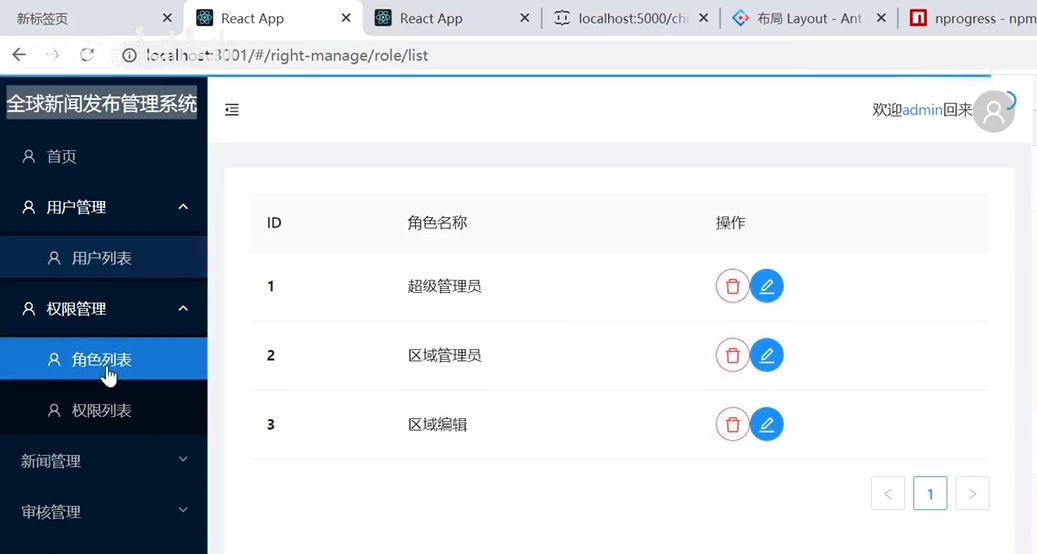 新标签页
React App
React App
localhost:5000/chi
布局 Layout - Ant
nprogress - npm
localhost:3001/#/right-manage/role/list
全球新闻发布管理系统
欢迎admin回来
首页
用户管理
用户列表
权限管理
角色列表
权限列表
新闻管理
审核管理
ID 角色名称 操作
1 超级管理员
2 区域管理员
3 区域编辑
< 1 >